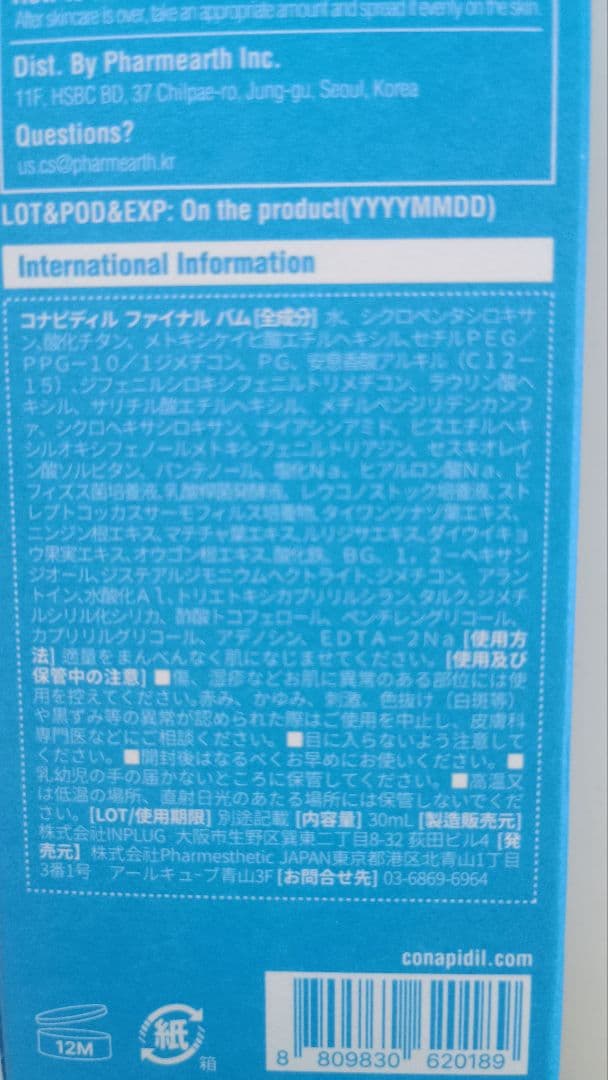 After skincare is over, take an appropriate amount and spread it evenly on the skin.
Dist. By Pharmearth Inc.
11F, HSBC BD, 37 Chilpae-ro, Jung-gu, Seoul, Korea
Questions?
us.cs@pharmearth.kr
LOT&POD&EXP: On the product(YYYYMMDD)
International Information
コナピディル ファイナル バム [全成分] 水、シクロペンタシロキサ
ン、酸化チタン、メトキシケイヒ酸エチルヘキシル、セチルPEG/
PPG-10/1ジメチコン、PG、安息香酸アルキル(C12-
15)、ジフェニルシロキシフェニルトリメチコン、ラウリン酸ヘ
キシル、サリチル酸エチルヘキシル、メチルベンジリデンカンフ
ァ、シクロヘキサシロキサン、ナイアシンアミド、ビスエチルヘキ
シルオキシフェノールメトキシフェニルトリアジン、セスキオレイ
ン酸ソルビタン、パンテノール、塩化Na、ヒアルロン酸Na、ビ
フィズス菌培養液、乳酸桿菌発酵液、レウコノストック培養液、スト
レプトコッカスサーモフィルス培養物、タイワンツナソ葉エキス、
ニンジン根エキス、マテチャ葉エキス、ルリジサエキス、ダイウイキョ
ウ果実エキス、オウゴン根エキス、酸化鉄、BG、1,2-ヘキサン
ジオール、ジステアルジモニウムヘクトライト、ジメチコン、アラン
トイン、水酸化Al、トリエトキシカプリリルシラン、タルク、ジメチ
ルシリル化シリカ、酢酸トコフェロール、ペンチレングリコール、
カプリリルグリコール、アデノシン、EDTA-2Na [使用方
法] 適量をまんべんなく肌になじませてください。[使用及び
保管中の注意] ■傷、湿疹などお肌に異常のある部位には使
用を控えてください。赤み、かゆみ、刺激、色抜け(白斑等)
や黒ずみ等の異常が認められた際はご使用を中止し、皮膚科
専門医などにご相談ください。■目に入らないよう注意して
ください。■開封後はなるべくお早めにお使いください。■
乳幼児の手の届かないところに保管してください。■高温又
は低温の場所、直射日光のあたる場所には保管しないでくだ
さい。[LOT/使用期限] 別途記載 [内容量] 30mL [製造販売元]
株式会社INPLUG 大阪市生野区巽東二丁目8-32 荻田ビル4 [発
売元] 株式会社Pharmesthetic JAPAN東京都港区北青山1丁目
3番1号 アールキューブ青山3F [お問合せ先] 03-6869-6964
conapidil.com
12M
紙
箱
8 809830 620189